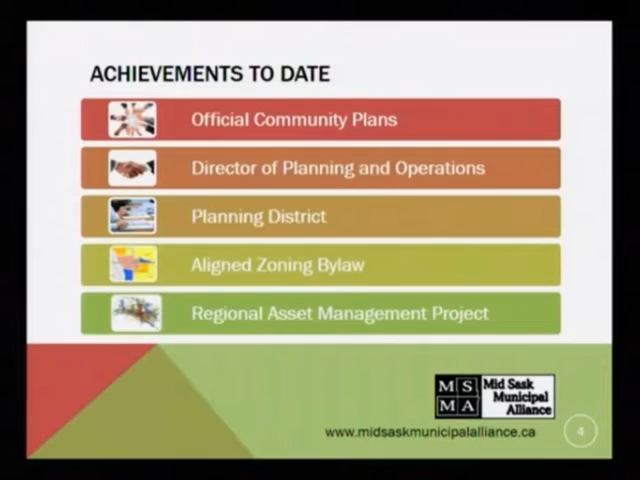 ACHIEVEMENTS TO DATE
Official Community Plans
Director of Planning and Operations
Planning District
Aligned Zoning Bylaw
Regional Asset Management Project
M S
M A
Mid Sask
Municipal
Alliance
www.midsaskmunicipalalliance.ca
4